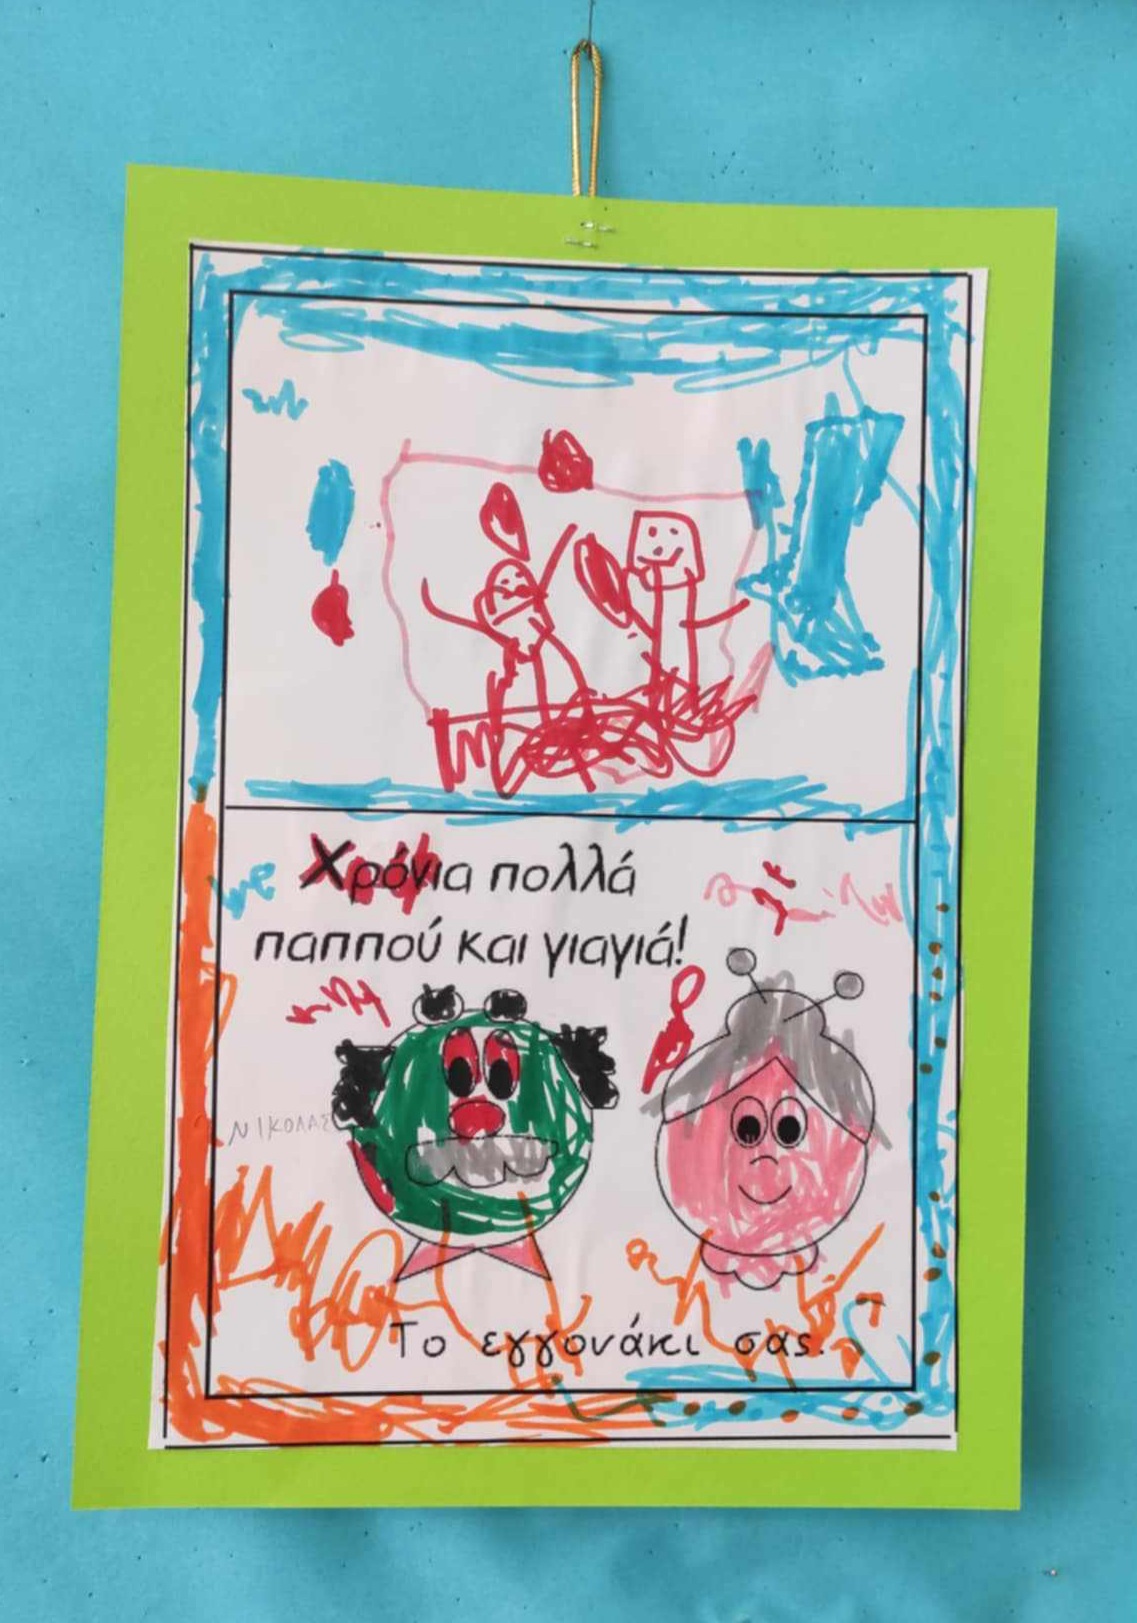 Χρόνια πολλά
παππού και γιαγιά!
ΝΙΚΟΛΑΣ
Το εγγονάκι σας.